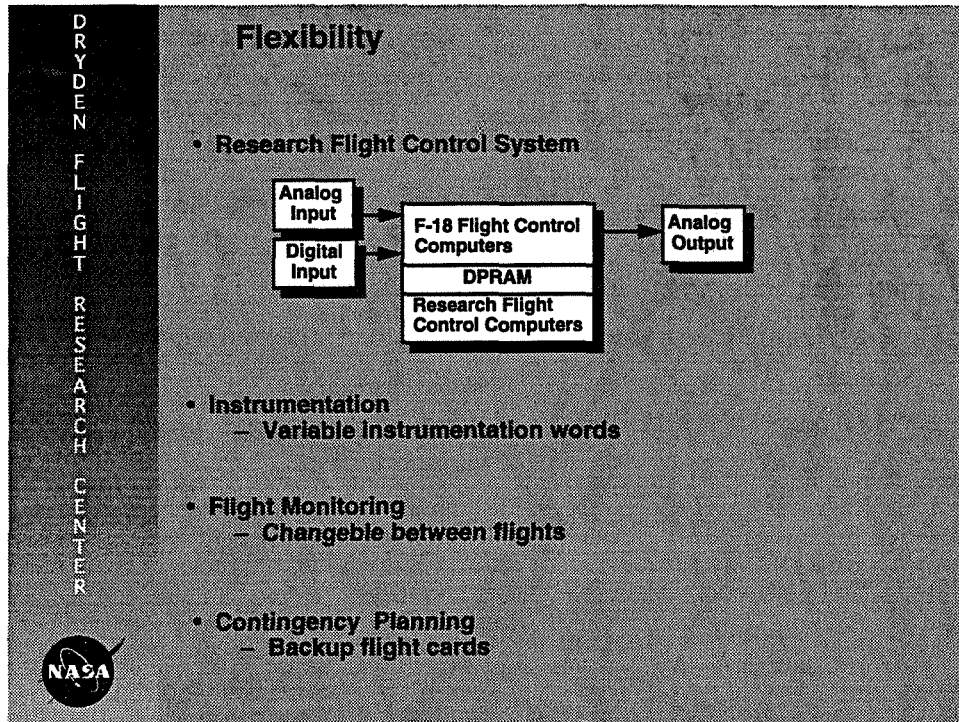 DRYDEN FLIGHT RESEARCH CENTER
Flexibility
• Research Flight Control System
Analog
Input
Digital
Input
F-18 Flight Control
Computers
DPRAM
Research Flight
Control Computers
Analog
Output
• Instrumentation
– Variable instrumentation words
• Flight Monitoring
– Changeble between flights
• Contingency Planning
– Backup flight cards
NASA